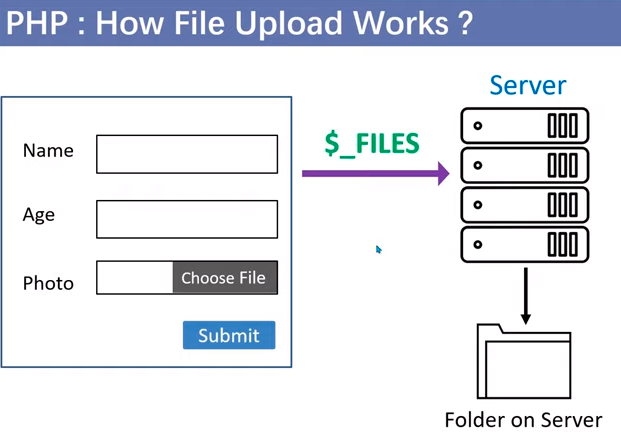 PHP : How File Upload Works ?
Server
Name
$_FILES
Age
Photo
Choose File
Submit
Folder on Server